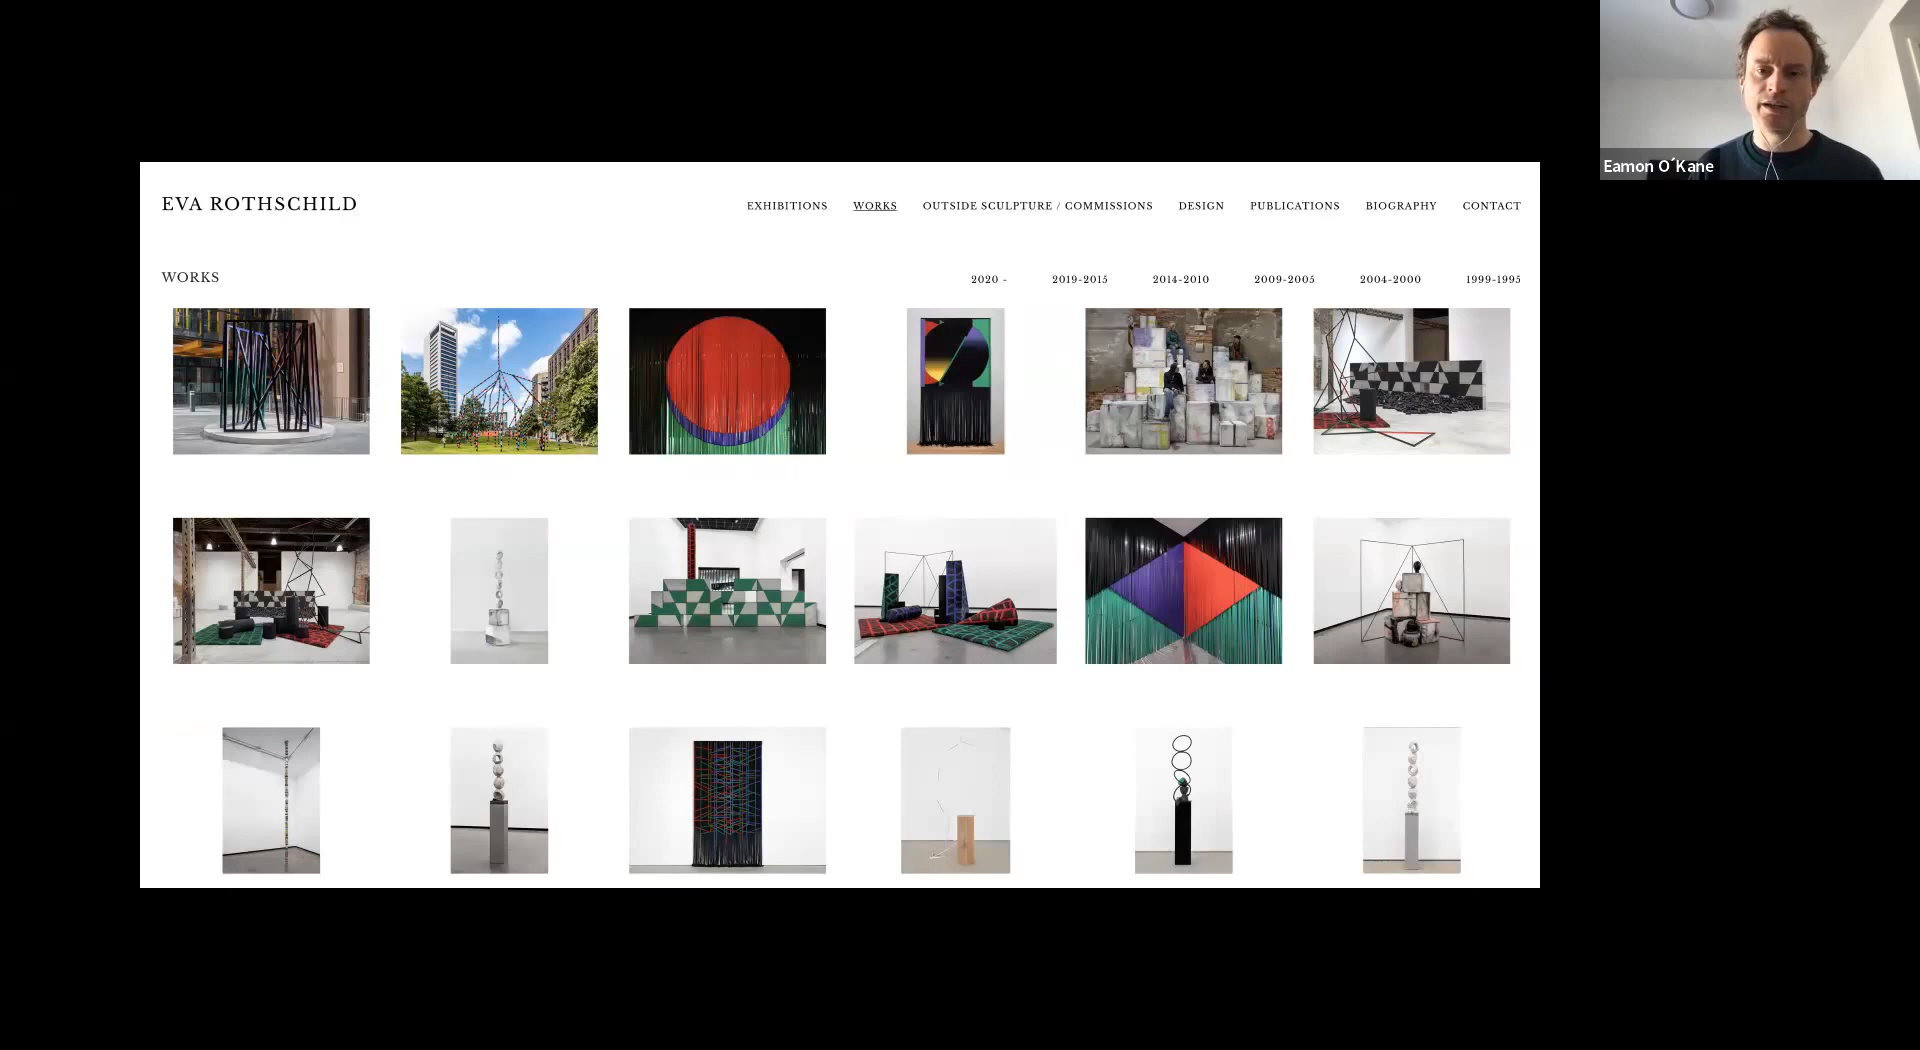 EVA ROTHSCHILD
EXHIBITIONS WORKS OUTSIDE SCULPTURE / COMMISSIONS DESIGN PUBLICATIONS BIOGRAPHY CONTACT
WORKS
2020 - 2019-2015 2014-2010 2009-2005 2004-2000 1999-1995
Eamon O´Kane